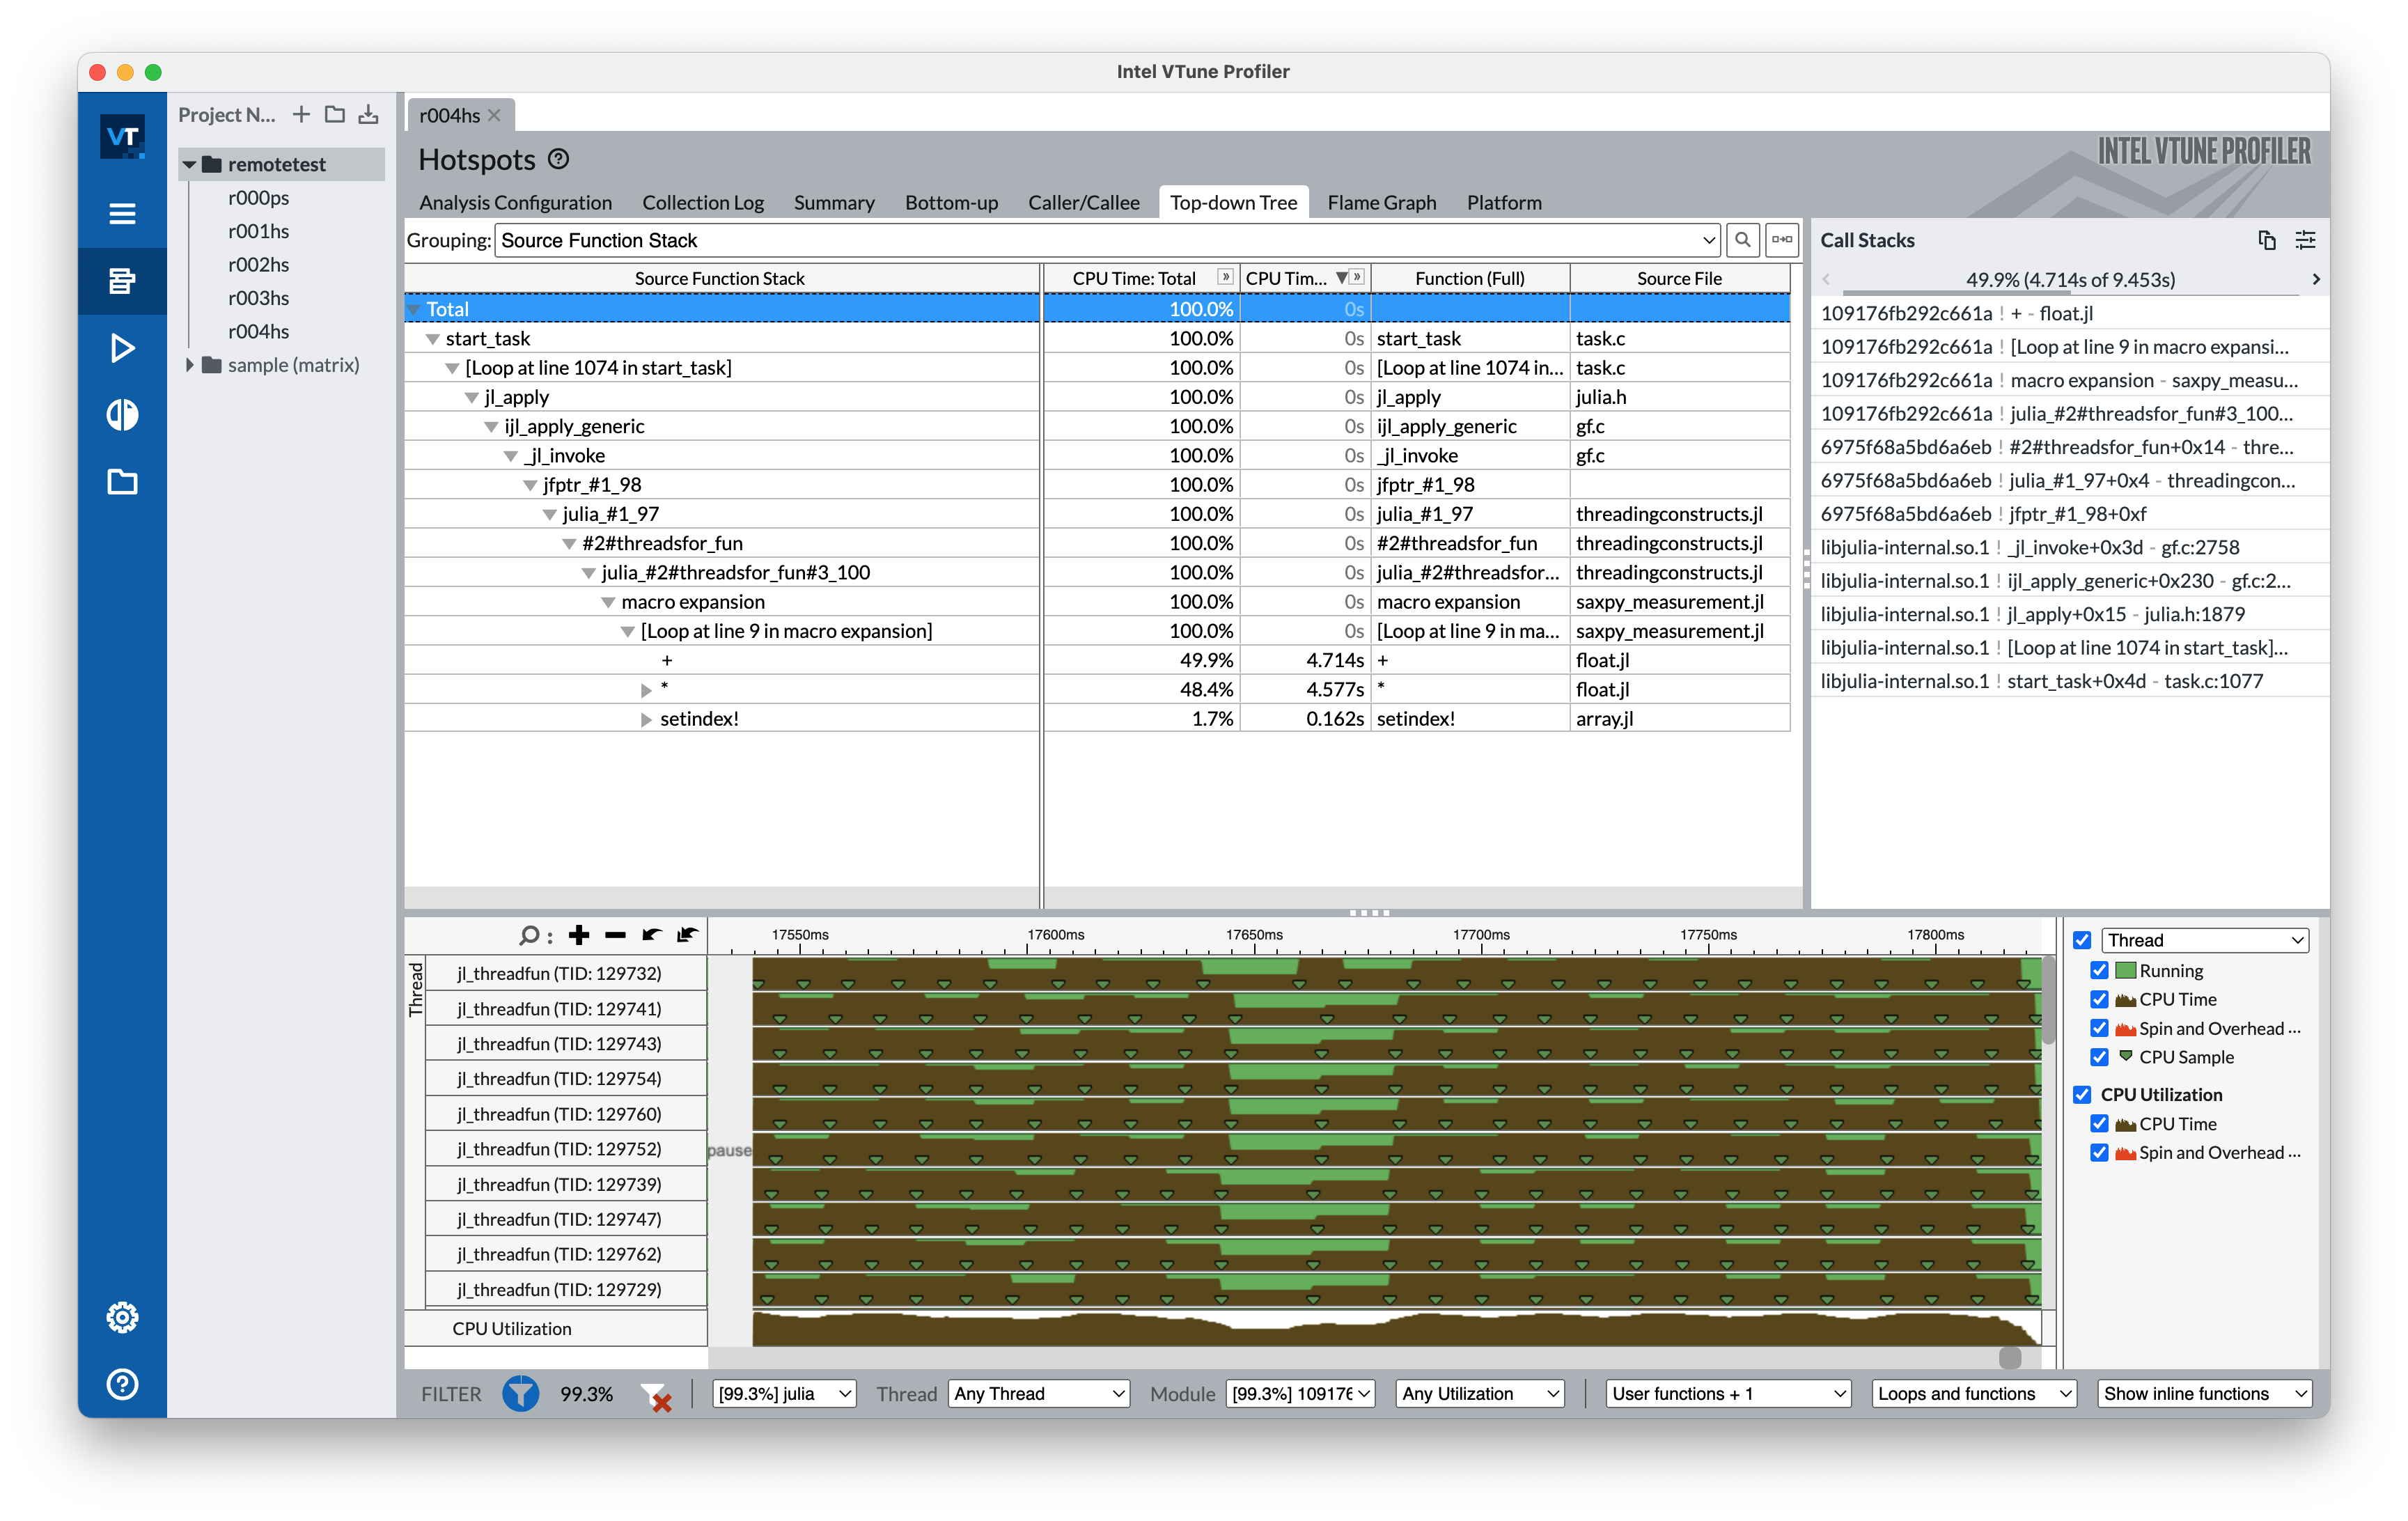 Intel VTune Profiler
VT
Project N...
remotetest
r000ps
r001hs
r002hs
r003hs
r004hs
sample (matrix)
r004hs
Hotspots
INTEL VTUNE PROFILER
Analysis Configuration Collection Log Summary Bottom-up Caller/Callee Top-down Tree Flame Graph Platform
Grouping: Source Function Stack
Source Function Stack CPU Time: Total CPU Tim... Function (Full) Source File
Total 100.0% 0s
start_task 100.0% 0s start_task task.c
[Loop at line 1074 in start_task] 100.0% 0s [Loop at line 1074 in... task.c
jl_apply 100.0% 0s jl_apply julia.h
ijl_apply_generic 100.0% 0s ijl_apply_generic gf.c
_jl_invoke 100.0% 0s _jl_invoke gf.c
jfptr_#1_98 100.0% 0s jfptr_#1_98
julia_#1_97 100.0% 0s julia_#1_97 threadingconstructs.jl
#2#threadsfor_fun 100.0% 0s #2#threadsfor_fun threadingconstructs.jl
julia_#2#threadsfor_fun#3_100 100.0% 0s julia_#2#threadsfor... threadingconstructs.jl
macro expansion 100.0% 0s macro expansion saxpy_measurement.jl
[Loop at line 9 in macro expansion] 100.0% 0s [Loop at line 9 in ma... saxpy_measurement.jl
+ 49.9% 4.714s + float.jl
* 48.4% 4.577s * float.jl
setindex! 1.7% 0.162s setindex! array.jl
Call Stacks
49.9% (4.714s of 9.453s)
109176fb292c661a ! + - float.jl
109176fb292c661a ! [Loop at line 9 in macro expansi...
109176fb292c661a ! macro expansion - saxpy_measu...
109176fb292c661a ! julia_#2#threadsfor_fun#3_100...
6975f68a5bd6a6eb ! #2#threadsfor_fun+0x14 - thre...
6975f68a5bd6a6eb ! julia_#1_97+0x4 - threadingcon...
6975f68a5bd6a6eb ! jfptr_#1_98+0xf
libjulia-internal.so.1 ! _jl_invoke+0x3d - gf.c:2758
libjulia-internal.so.1 ! ijl_apply_generic+0x230 - gf.c:2...
libjulia-internal.so.1 ! jl_apply+0x15 - julia.h:1879
libjulia-internal.so.1 ! [Loop at line 1074 in start_task]...
libjulia-internal.so.1 ! start_task+0x4d - task.c:1077
17550ms 17600ms 17650ms 17700ms 17750ms 17800ms
Thread
jl_threadfun (TID: 129732)
jl_threadfun (TID: 129741)
jl_threadfun (TID: 129743)
jl_threadfun (TID: 129754)
jl_threadfun (TID: 129760)
jl_threadfun (TID: 129752)
jl_threadfun (TID: 129739)
jl_threadfun (TID: 129747)
jl_threadfun (TID: 129762)
jl_threadfun (TID: 129729)
pause
CPU Utilization
Thread
Running
CPU Time
Spin and Overhead ...
CPU Sample
CPU Utilization
CPU Time
Spin and Overhead ...
FILTER 99.3% [99.3%] julia Thread Any Thread Module [99.3%] 109176 Any Utilization User functions + 1 Loops and functions Show inline functions